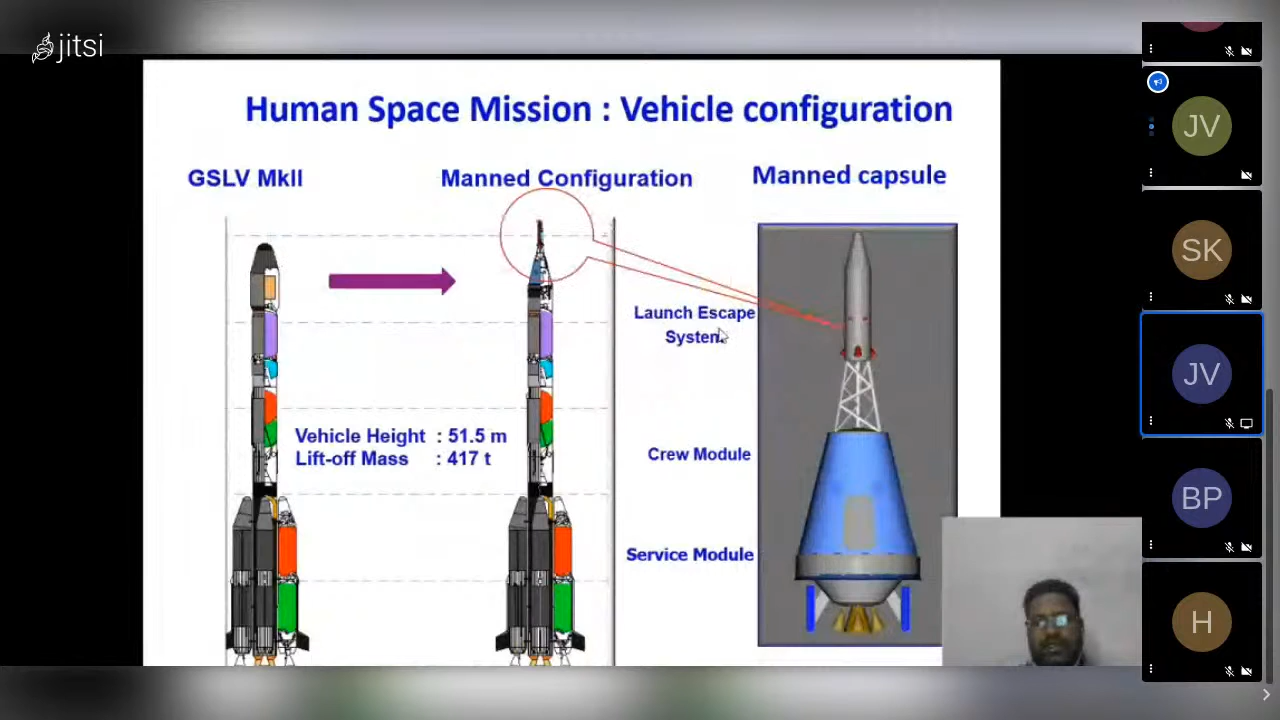 jitsi
Human Space Mission : Vehicle configuration
GSLV MkII
Manned Configuration
Manned capsule
Launch Escape
System
Vehicle Height : 51.5 m
Lift-off Mass : 417 t
Crew Module
Service Module
JV
SK
JV
BP
H